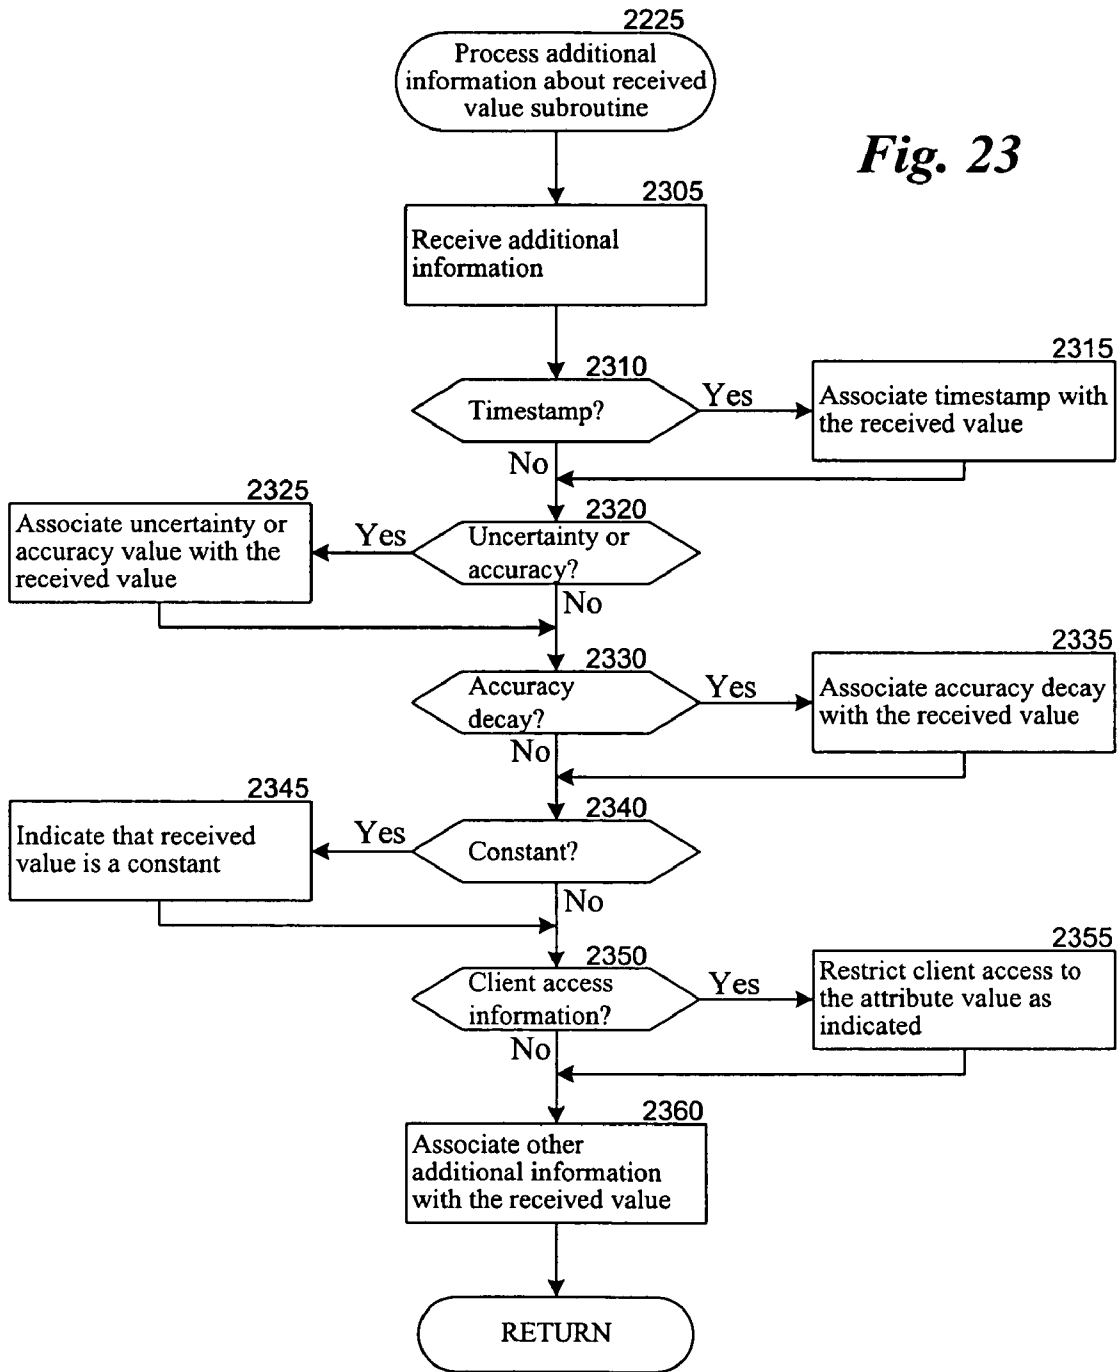 2225
Process additional
information about received
value subroutine
Fig. 23
2305
Receive additional
information
2310
Timestamp?
Yes
2315
Associate timestamp with
the received value
No
2325
Associate uncertainty or
accuracy value with the
received value
Yes
2320
Uncertainty or
accuracy?
No
2330
Accuracy
decay?
Yes
2335
Associate accuracy decay
with the received value
No
2345
Indicate that received
value is a constant
Yes
2340
Constant?
No
2350
Client access
information?
Yes
2355
Restrict client access to
the attribute value as
indicated
No
2360
Associate other
additional information
with the received value
RETURN